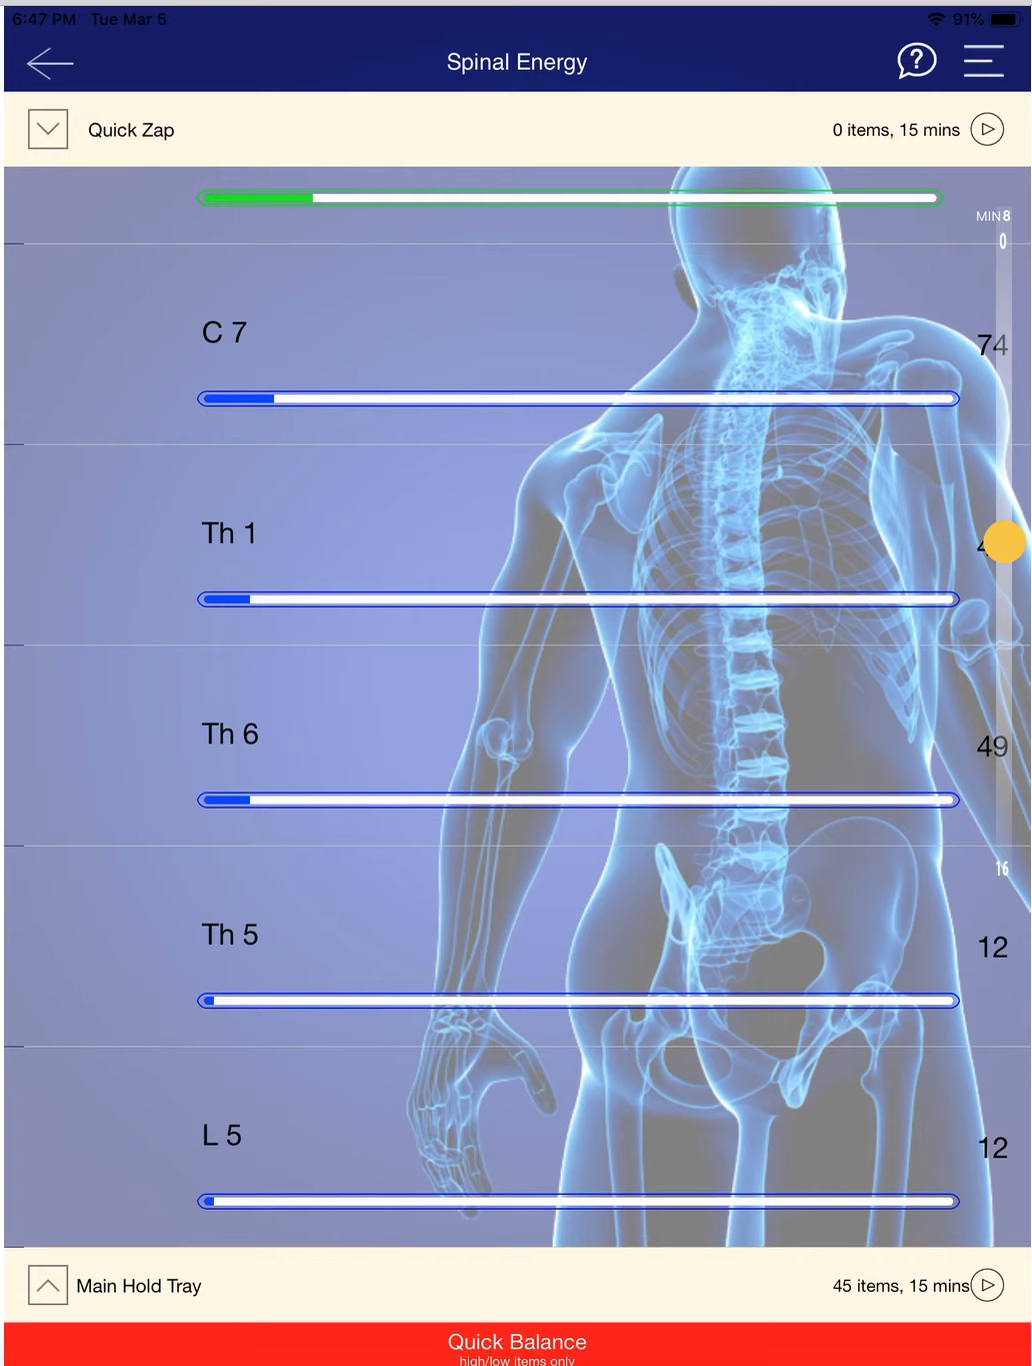 6:47 PM Tue Mar 5 91%
Spinal Energy
Quick Zap 0 items, 15 mins
MIN8
0
C 7 74
Th 1
Th 6 49
16
Th 5 12
L 5 12
Main Hold Tray 45 items, 15 mins
Quick Balance
high/low items only